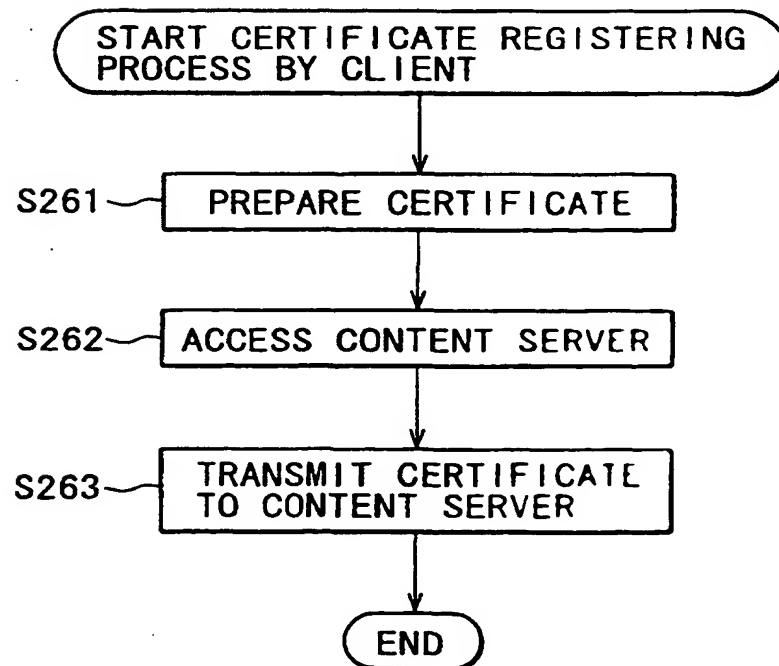 START CERTIFICATE REGISTERING
PROCESS BY CLIENT
S261
PREPARE CERTIFICATE
S262
ACCESS CONTENT SERVER
S263
TRANSMIT CERTIFICATE
TO CONTENT SERVER
END